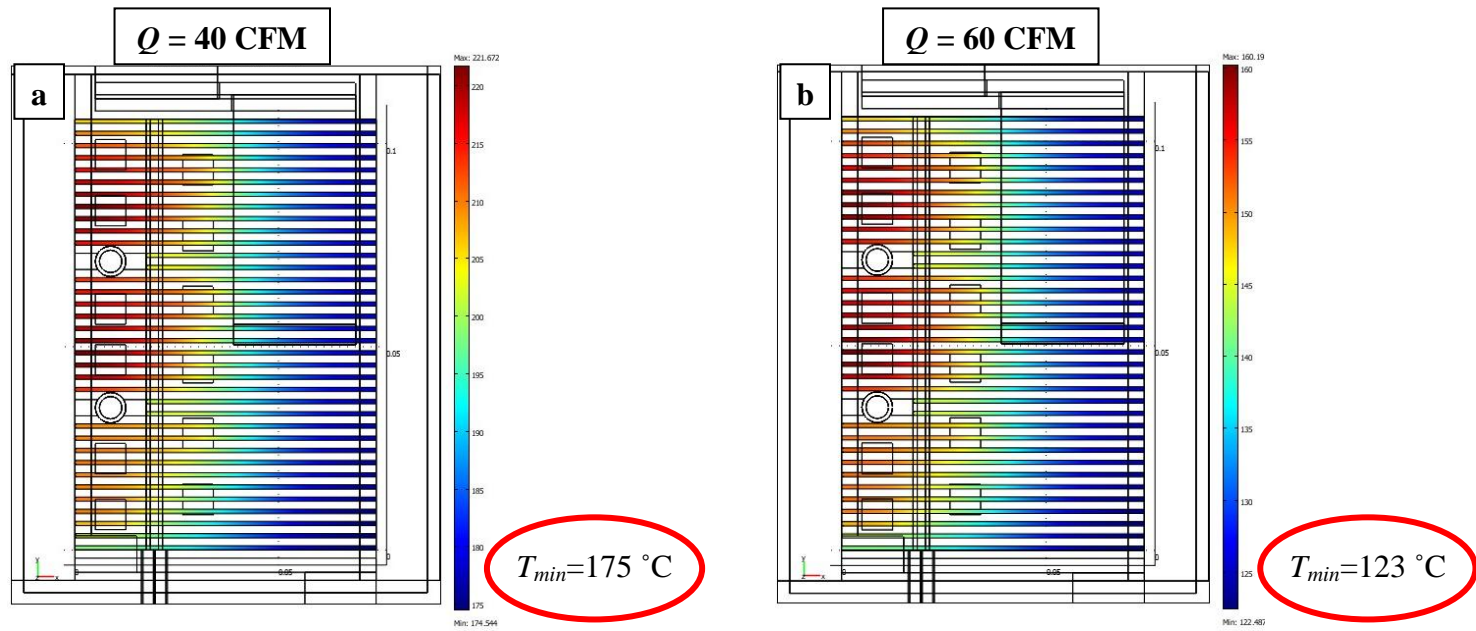 Q = 40 CFM
a
Max: 221.672
220
215
210
205
200
195
190
185
180
175
Min: 174.544
0.1
0.05
0
0
0.05
y
z
x
Tmin=175 ˚C
Q = 60 CFM
b
Max: 160.19
160
155
150
145
140
135
130
125
Min: 122.487
0.1
0.05
0
0
0.05
y
z
x
Tmin=123 ˚C